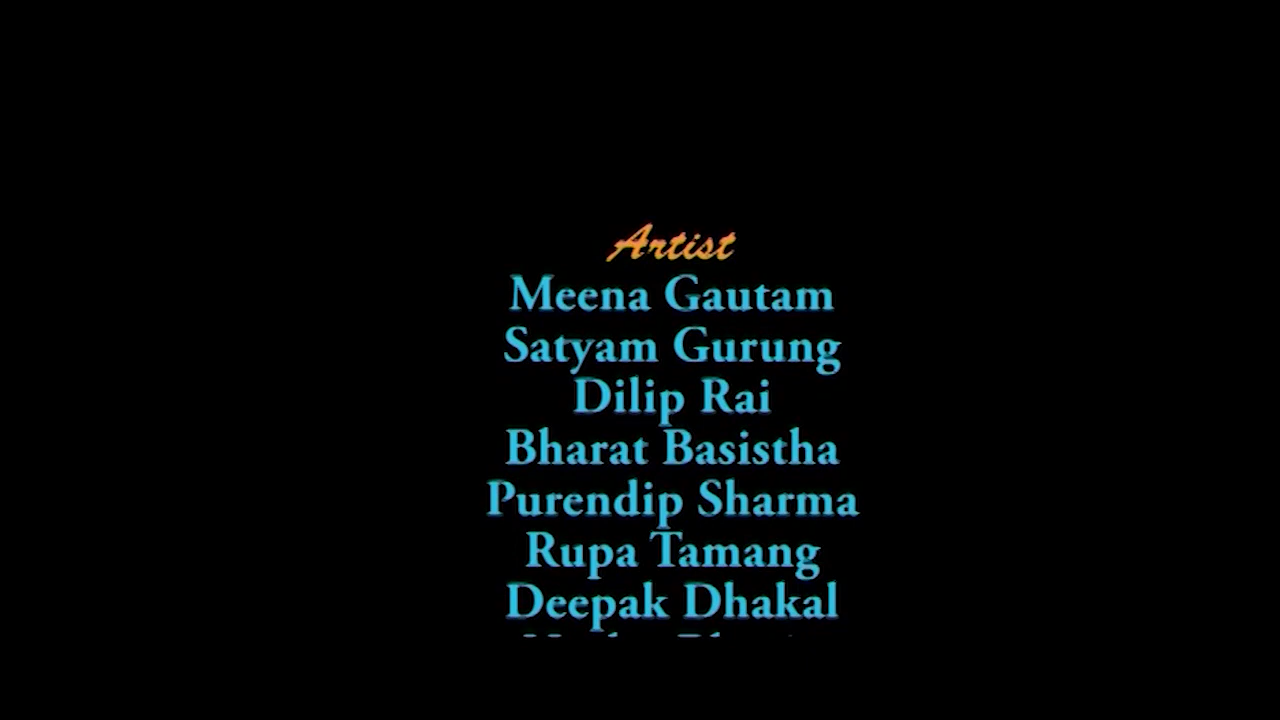 Artist
Meena Gautam
Satyam Gurung
Dilip Rai
Bharat Basistha
Purendip Sharma
Rupa Tamang
Deepak Dhakal